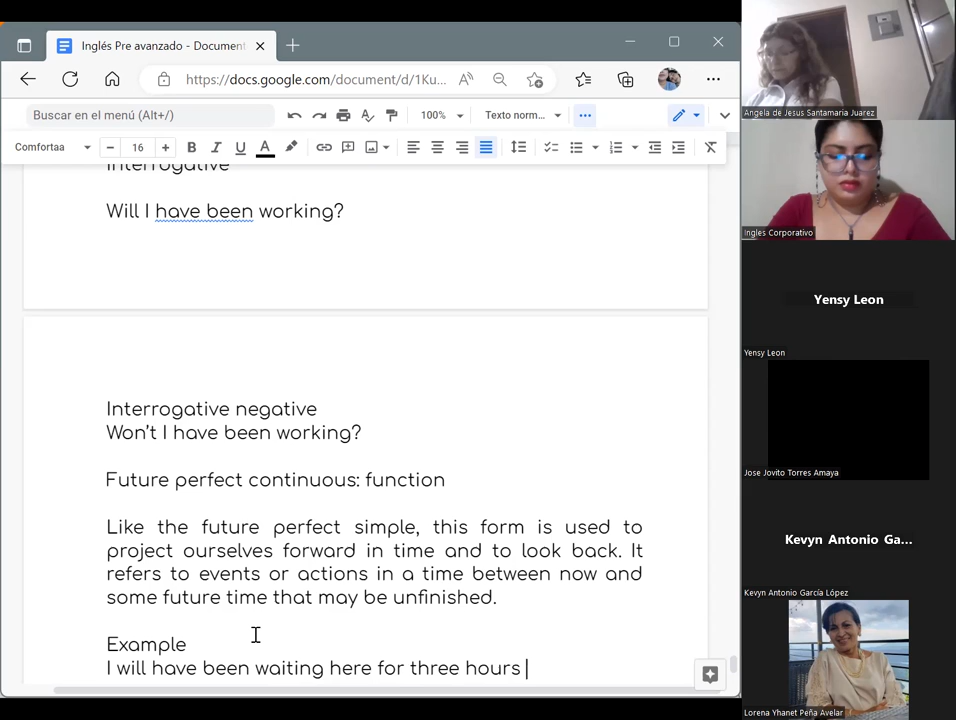 Inglés Pre avanzado - Document
https://docs.google.com/document/d/1Ku...
Buscar en el menú (Alt+/)
100%
Texto norm...
Comfortaa
16
Interrogative
Will I have been working?
Interrogative negative
Won't I have been working?
Future perfect continuous: function
Like the future perfect simple, this form is used to
project ourselves forward in time and to look back. It
refers to events or actions in a time between now and
some future time that may be unfinished.
Example
I will have been waiting here for three hours
Angela de Jesus Santamaria Juarez
Ingles Corporativo
Yensy Leon
Yensy Leon
Jose Jovito Torres Amaya
Kevyn Antonio Ga...
Kevyn Antonio García López
Lorena Yhanet Peña Avelar